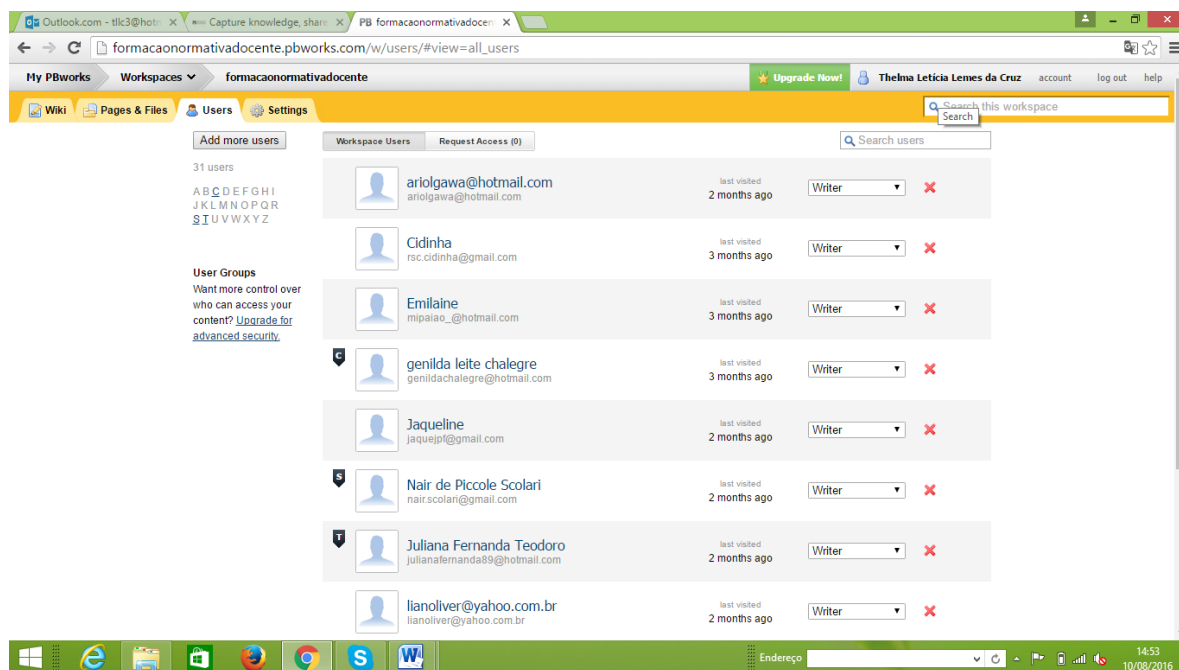 Outlook.com - tllc3@hotm
Capture knowledge, share
PB formacaonormativadocent
formacaonormativadocente.pbworks.com/w/users/#view=all_users
My PBworks Workspaces formacaonormativadocente Upgrade Now! Thelma Letícia Lemes da Cruz account log out help
Wiki Pages & Files Users Settings Search this workspace
Search
Add more users Workspace Users Request Access (0) Search users
31 users
A B C D E F G H I
J K L M N O P Q R
S T U V W X Y Z
User Groups
Want more control over
who can access your
content? Upgrade for
advanced security.
ariolgawa@hotmail.com
ariolgawa@hotmail.com
last visited
2 months ago
Writer
Cidinha
rsc.cidinha@gmail.com
last visited
3 months ago
Writer
Emilaine
mipaiao_@hotmail.com
last visited
3 months ago
Writer
C
genilda leite chalegre
genildachalegre@hotmail.com
last visited
3 months ago
Writer
Jaqueline
jaquejpf@gmail.com
last visited
2 months ago
Writer
S
Nair de Piccole Scolari
nair.scolari@gmail.com
last visited
2 months ago
Writer
T
Juliana Fernanda Teodoro
julianafernanda89@hotmail.com
last visited
2 months ago
Writer
lianoliver@yahoo.com.br
lianoliver@yahoo.com.br
last visited
2 months ago
Writer
Endereço
14:53
10/08/2016